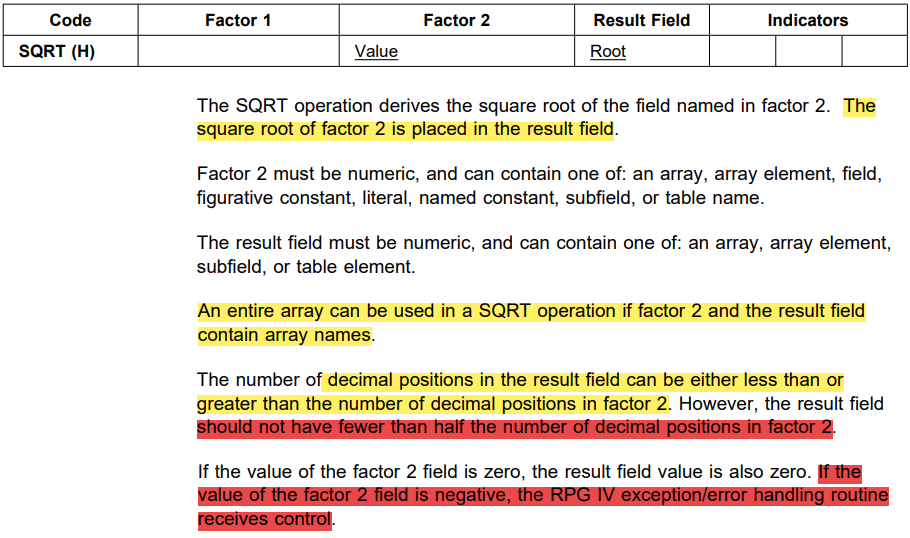 Code Factor 1 Factor 2 Result Field Indicators
SQRT (H) Value Root
The SQRT operation derives the square root of the field named in factor 2. The
square root of factor 2 is placed in the result field.
Factor 2 must be numeric, and can contain one of: an array, array element, field,
figurative constant, literal, named constant, subfield, or table name.
The result field must be numeric, and can contain one of: an array, array element,
subfield, or table element.
An entire array can be used in a SQRT operation if factor 2 and the result field
contain array names.
The number of decimal positions in the result field can be either less than or
greater than the number of decimal positions in factor 2. However, the result field
should not have fewer than half the number of decimal positions in factor 2.
If the value of the factor 2 field is zero, the result field value is also zero. If the
value of the factor 2 field is negative, the RPG IV exception/error handling routine
receives control.